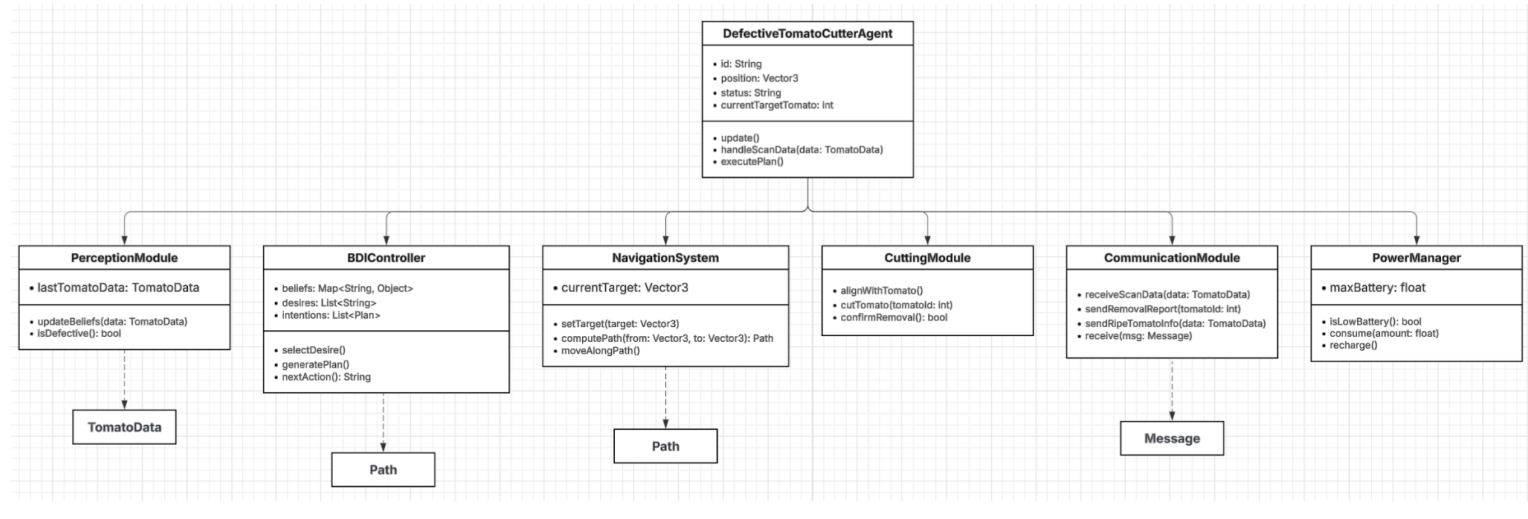 DefectiveTomatoCutterAgent
• id: String
• position: Vector3
• status: String
• currentTargetTomato: int
• update()
• handleScanData(data: TomatoData)
• executePlan()
PerceptionModule
• lastTomatoData: TomatoData
• updateBeliefs(data: TomatoData)
• isDefective(): bool
TomatoData
BDIController
• beliefs: Map<String, Object>
• desires: List<String>
• intentions: List<Plan>
• selectDesire()
• generatePlan()
• nextAction(): String
Path
NavigationSystem
• currentTarget: Vector3
• setTarget(target: Vector3)
• computePath(from: Vector3, to: Vector3): Path
• moveAlongPath()
Path
CuttingModule
• alignWithTomato()
• cutTomato(tomatoId: int)
• confirmRemoval(): bool
CommunicationModule
• receiveScanData(data: TomatoData)
• sendRemovalReport(tomatoId: int)
• sendRipeTomatoInfo(data: TomatoData)
• receive(msg: Message)
Message
PowerManager
• maxBattery: float
• isLowBattery(): bool
• consume(amount: float)
• recharge()